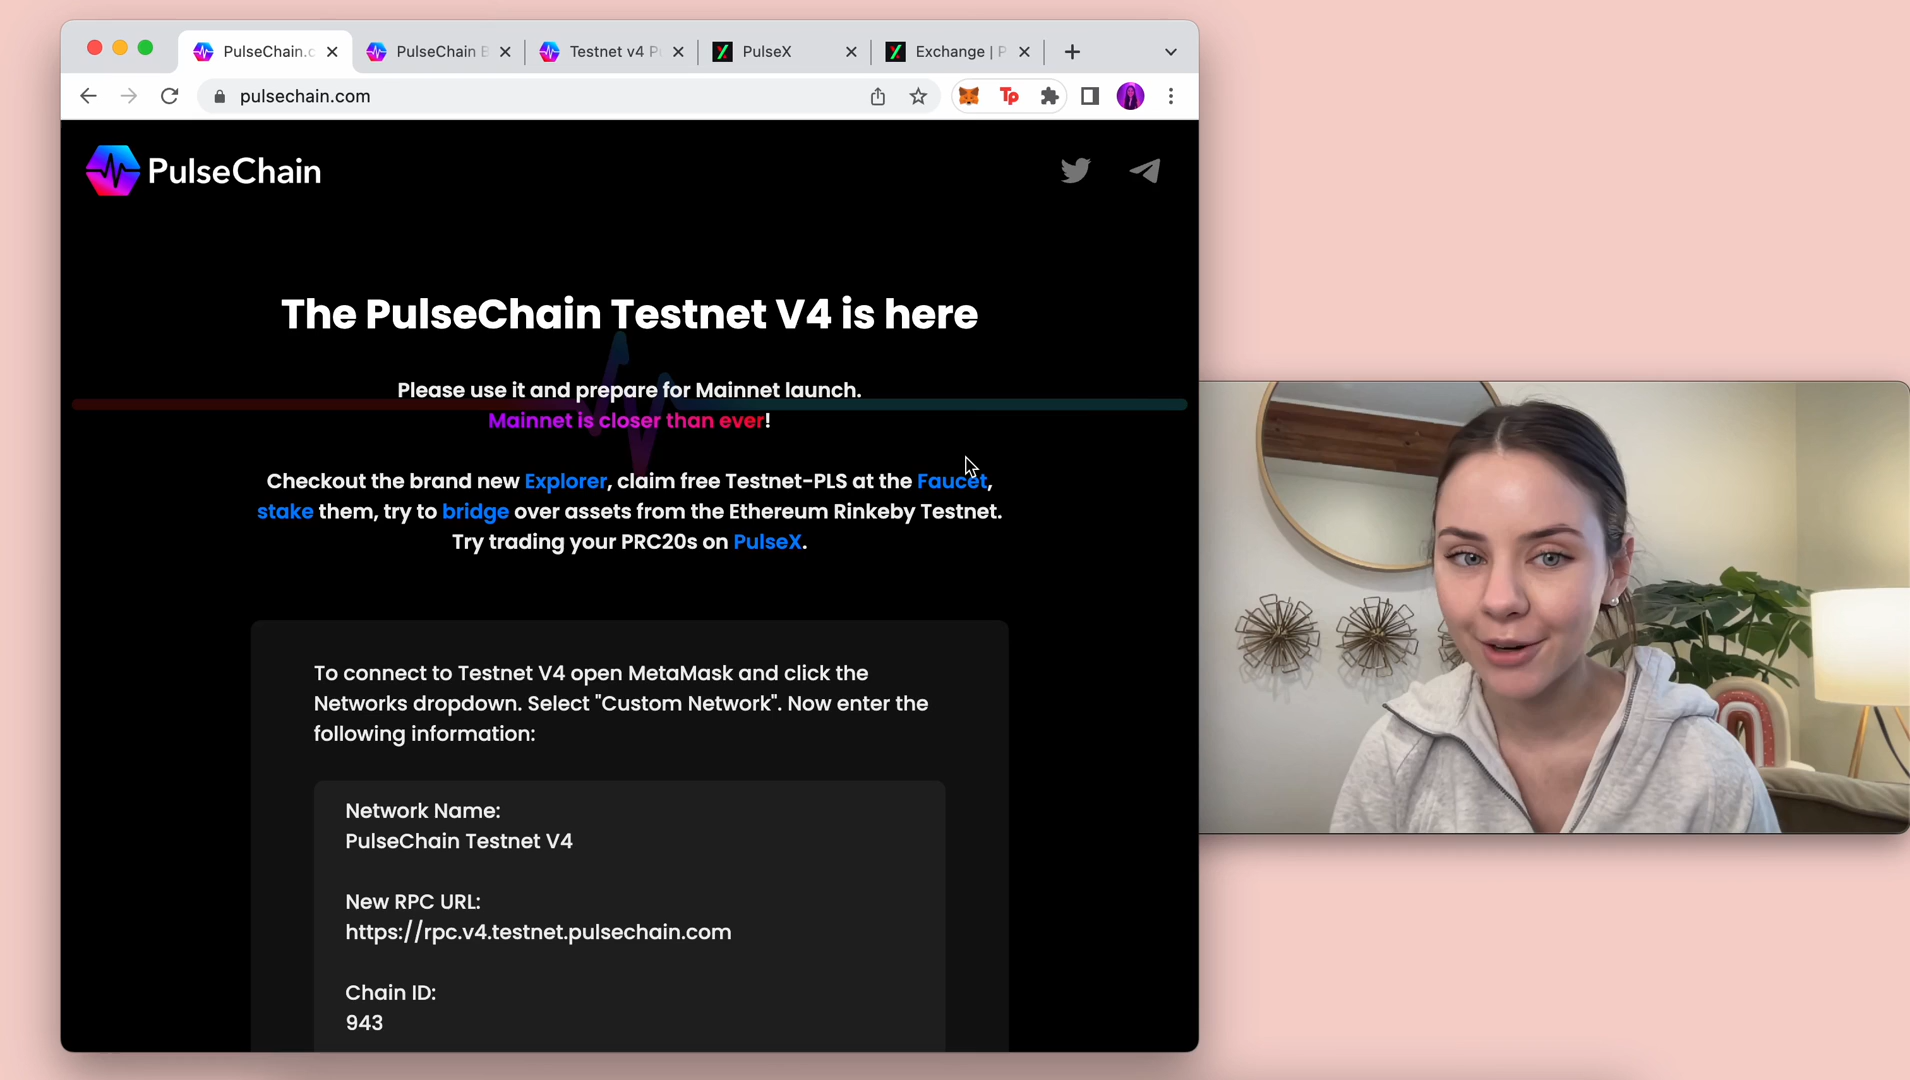 PulseChain.c
PulseChain B
Testnet v4 P
PulseX
Exchange | P
pulsechain.com
Tp
PulseChain
The PulseChain Testnet V4 is here
Please use it and prepare for Mainnet launch.
Mainnet is closer than ever!
Checkout the brand new Explorer, claim free Testnet-PLS at the Faucet,
stake them, try to bridge over assets from the Ethereum Rinkeby Testnet.
Try trading your PRC20s on PulseX.
To connect to Testnet V4 open MetaMask and click the
Networks dropdown. Select "Custom Network". Now enter the
following information:
Network Name:
PulseChain Testnet V4
New RPC URL:
https://rpc.v4.testnet.pulsechain.com
Chain ID:
943